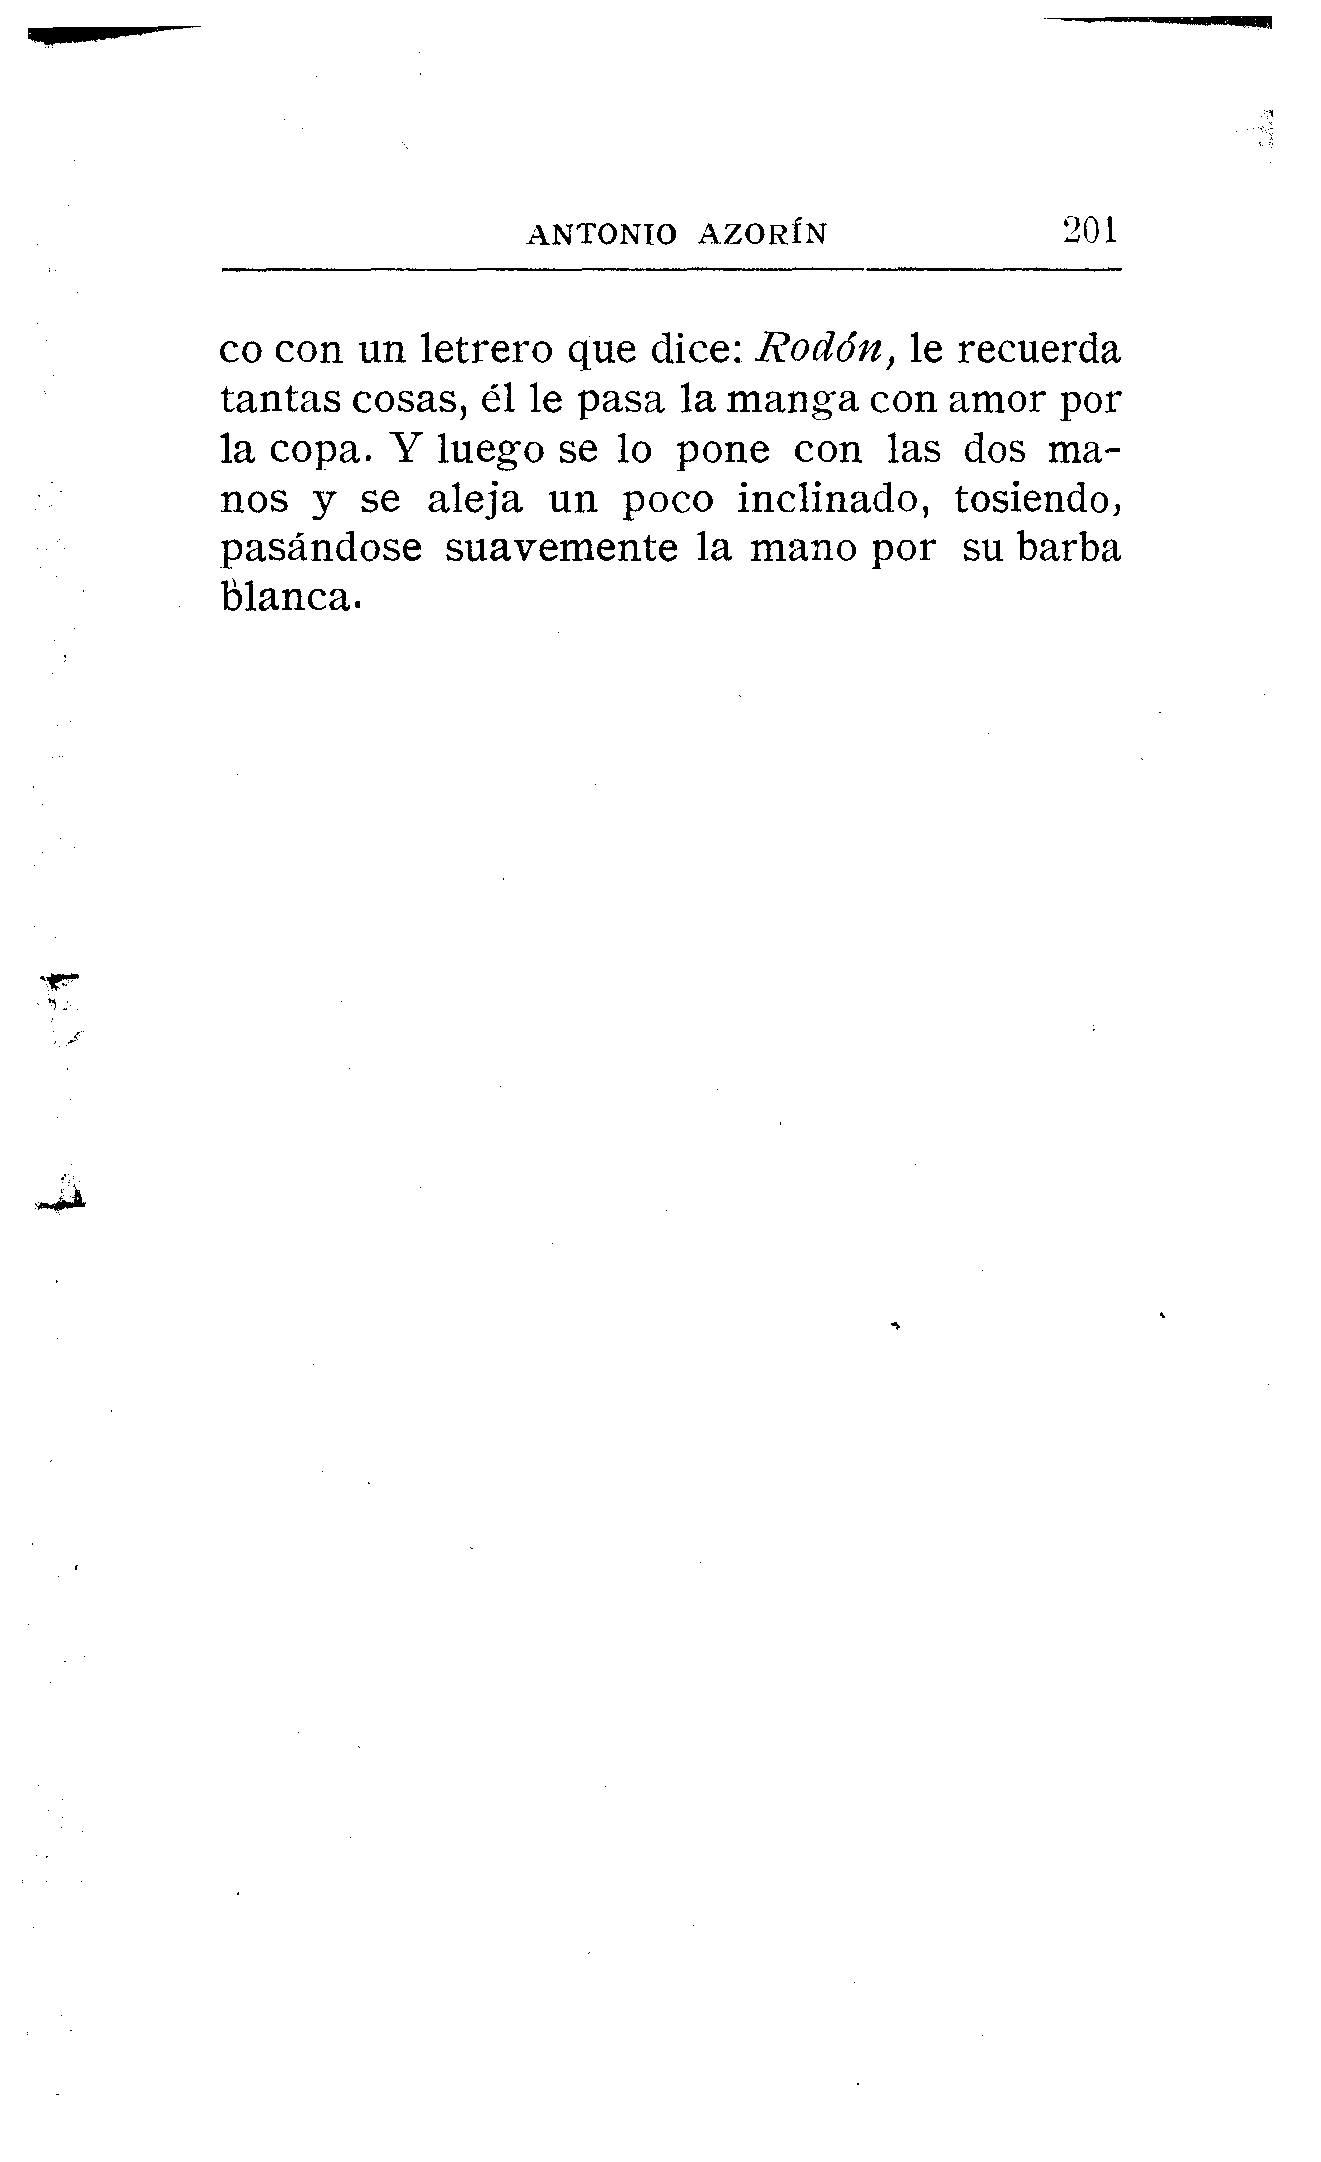 ANTONIO AZORÍN 201
co con un letrero que dice: Rodón, le recuerda
tantas cosas, él le pasa la manga con amor por
la copa. Y luego se lo pone con las dos ma-
nos y se aleja un poco inclinado, tosiendo,
pasándose suavemente la mano por su barba
blanca.